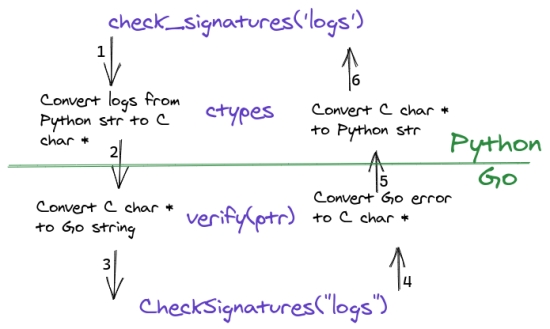 check_signatures('logs')
1
6
Convert logs from
Python str to C
char *
ctypes
Convert C char *
to Python str
Python
2
5
Go
Convert C char *
to Go string
verify(ptr)
Convert Go error
to C char *
3
4
CheckSignatures("logs")